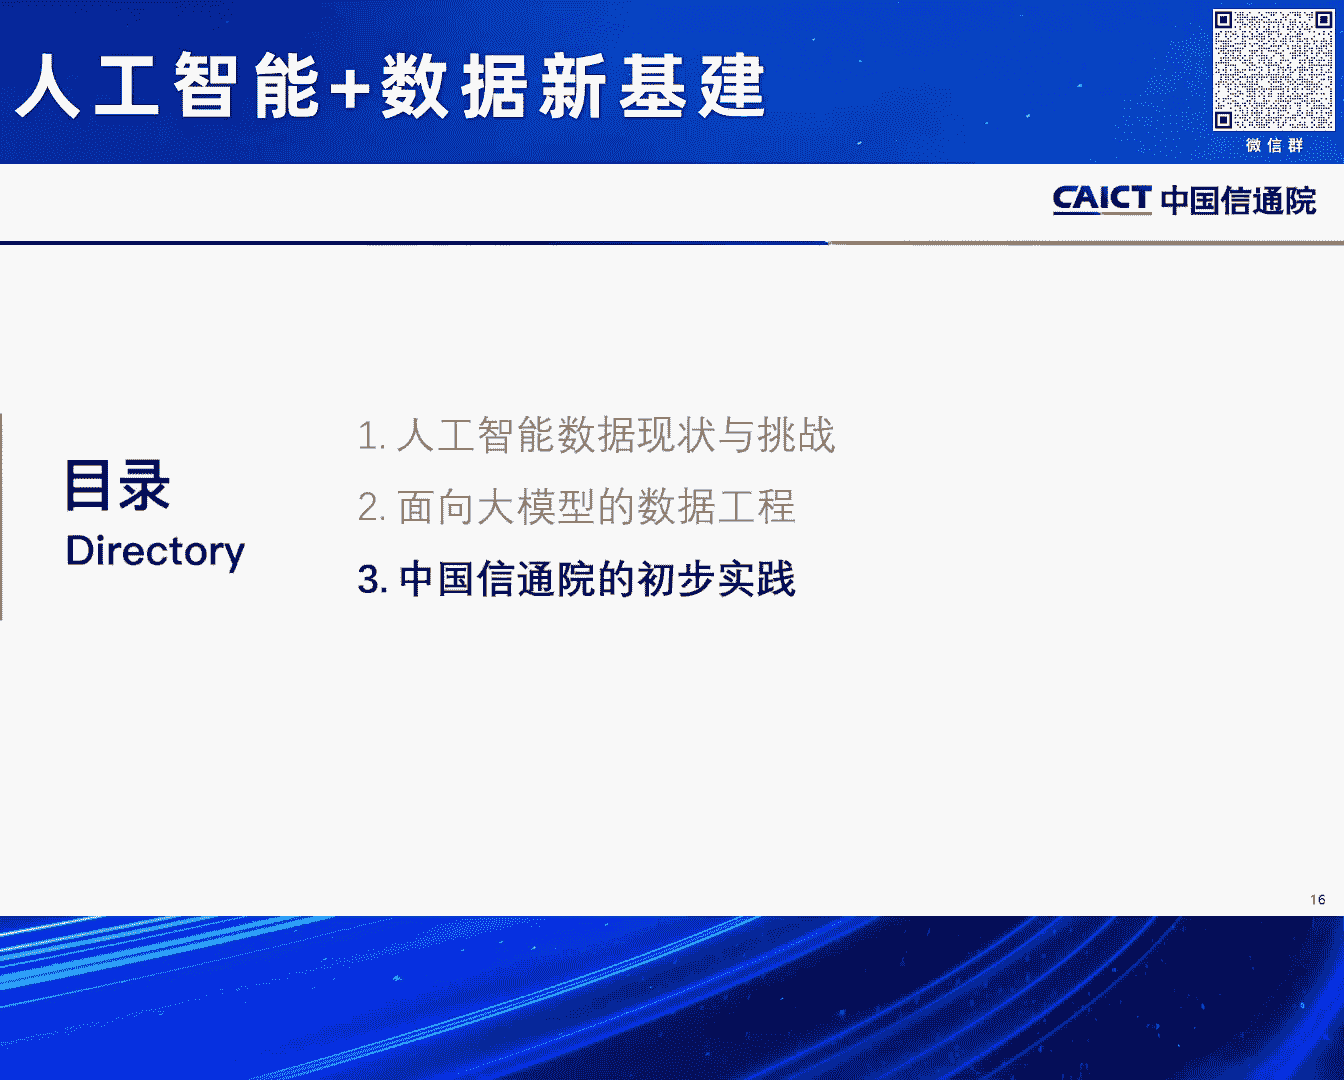 人工智能+数据新基建
微信群
CAICT 中国信通院
目录
Directory
1. 人工智能数据现状与挑战
2. 面向大模型的数据工程
3. 中国信通院的初步实践
16